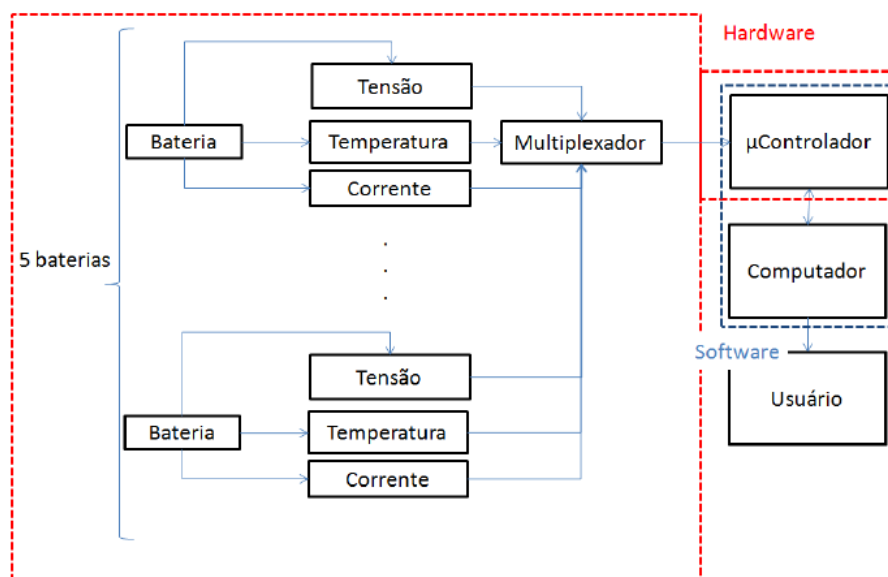 Hardware
Tensão
Bateria
Temperatura
Multiplexador
µControlador
Corrente
5 baterias
.
.
.
Computador
Software
Tensão
Usuário
Bateria
Temperatura
Corrente